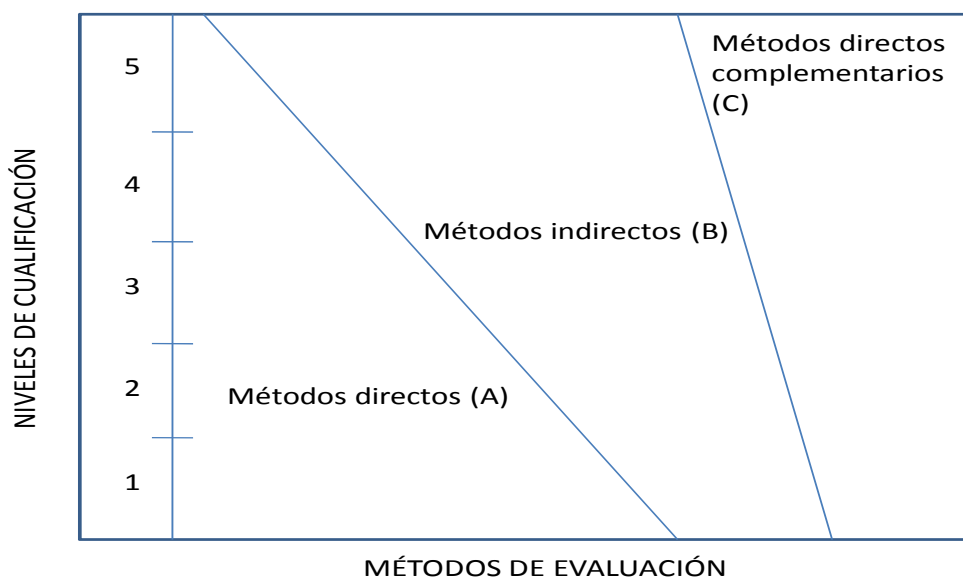 NIVELES DE CUALIFICACIÓN
5
4
3
2
1
Métodos directos
complementarios
(C)
Métodos indirectos (B)
Métodos directos (A)
MÉTODOS DE EVALUACIÓN